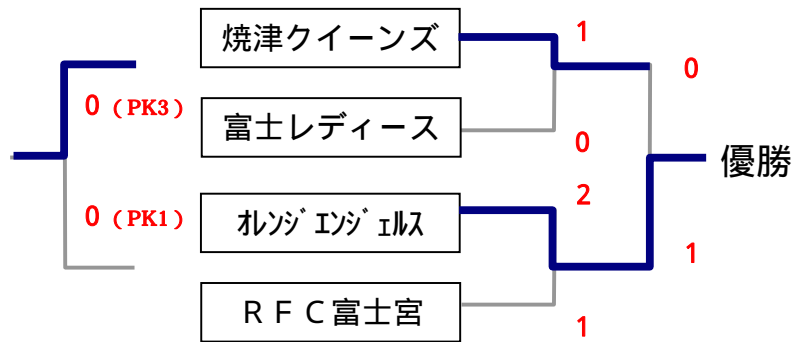 焼津クイーンズ
1
0
0（PK3）
富士レディース
0
優勝
2
0（PK1）
ｵﾚﾝｼﾞｴﾝｼﾞｪﾙｽ
1
ＲＦＣ富士宮
1